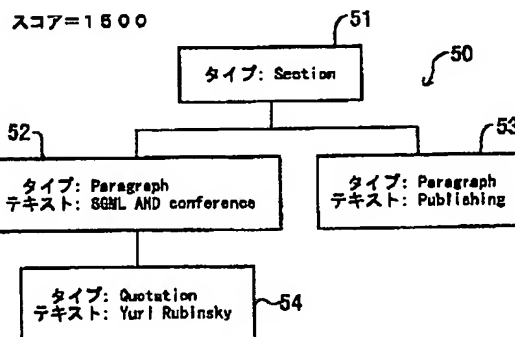 スコア=1500
51
50
タイプ: Section
52
53
タイプ: Paragraph
テキスト: SGML AND conference
タイプ: Paragraph
テキスト: Publishing
タイプ: Quotation
テキスト: Yuri Rubinsky
54